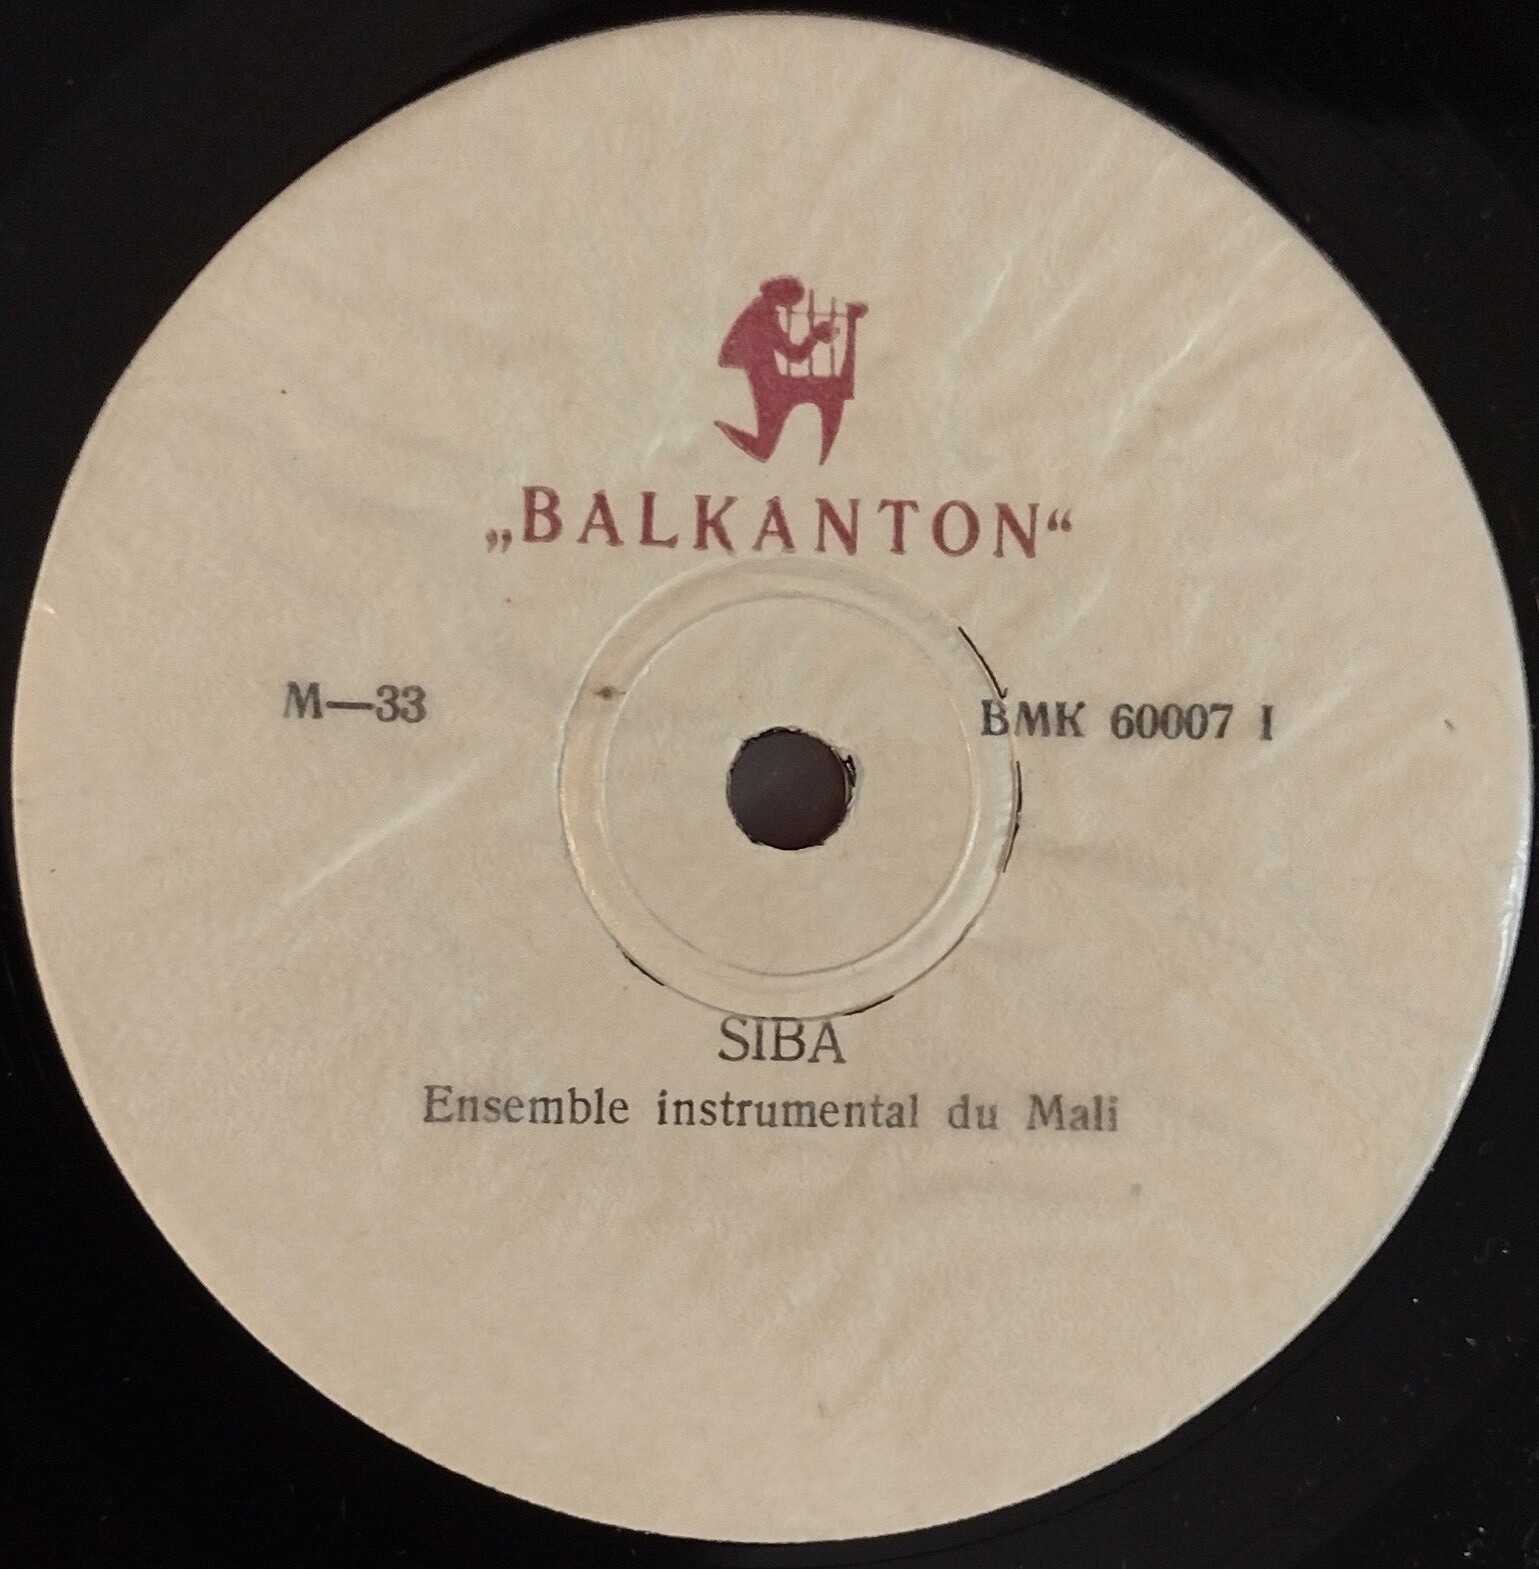 „BALKANTON“
M—33
BMK 60007 I
SIBA
Ensemble instrumental du Mali